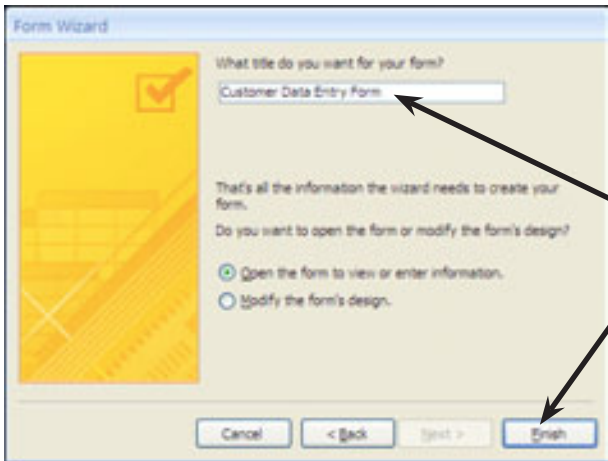 Form Wizard
What title do you want for your form?
Customer Data Entry Form
That's all the information the wizard needs to create your
form.
Do you want to open the form or modify the form's design?
Open the form to view or enter information.
Modify the form's design.
Cancel
< Back
Next >
Finish